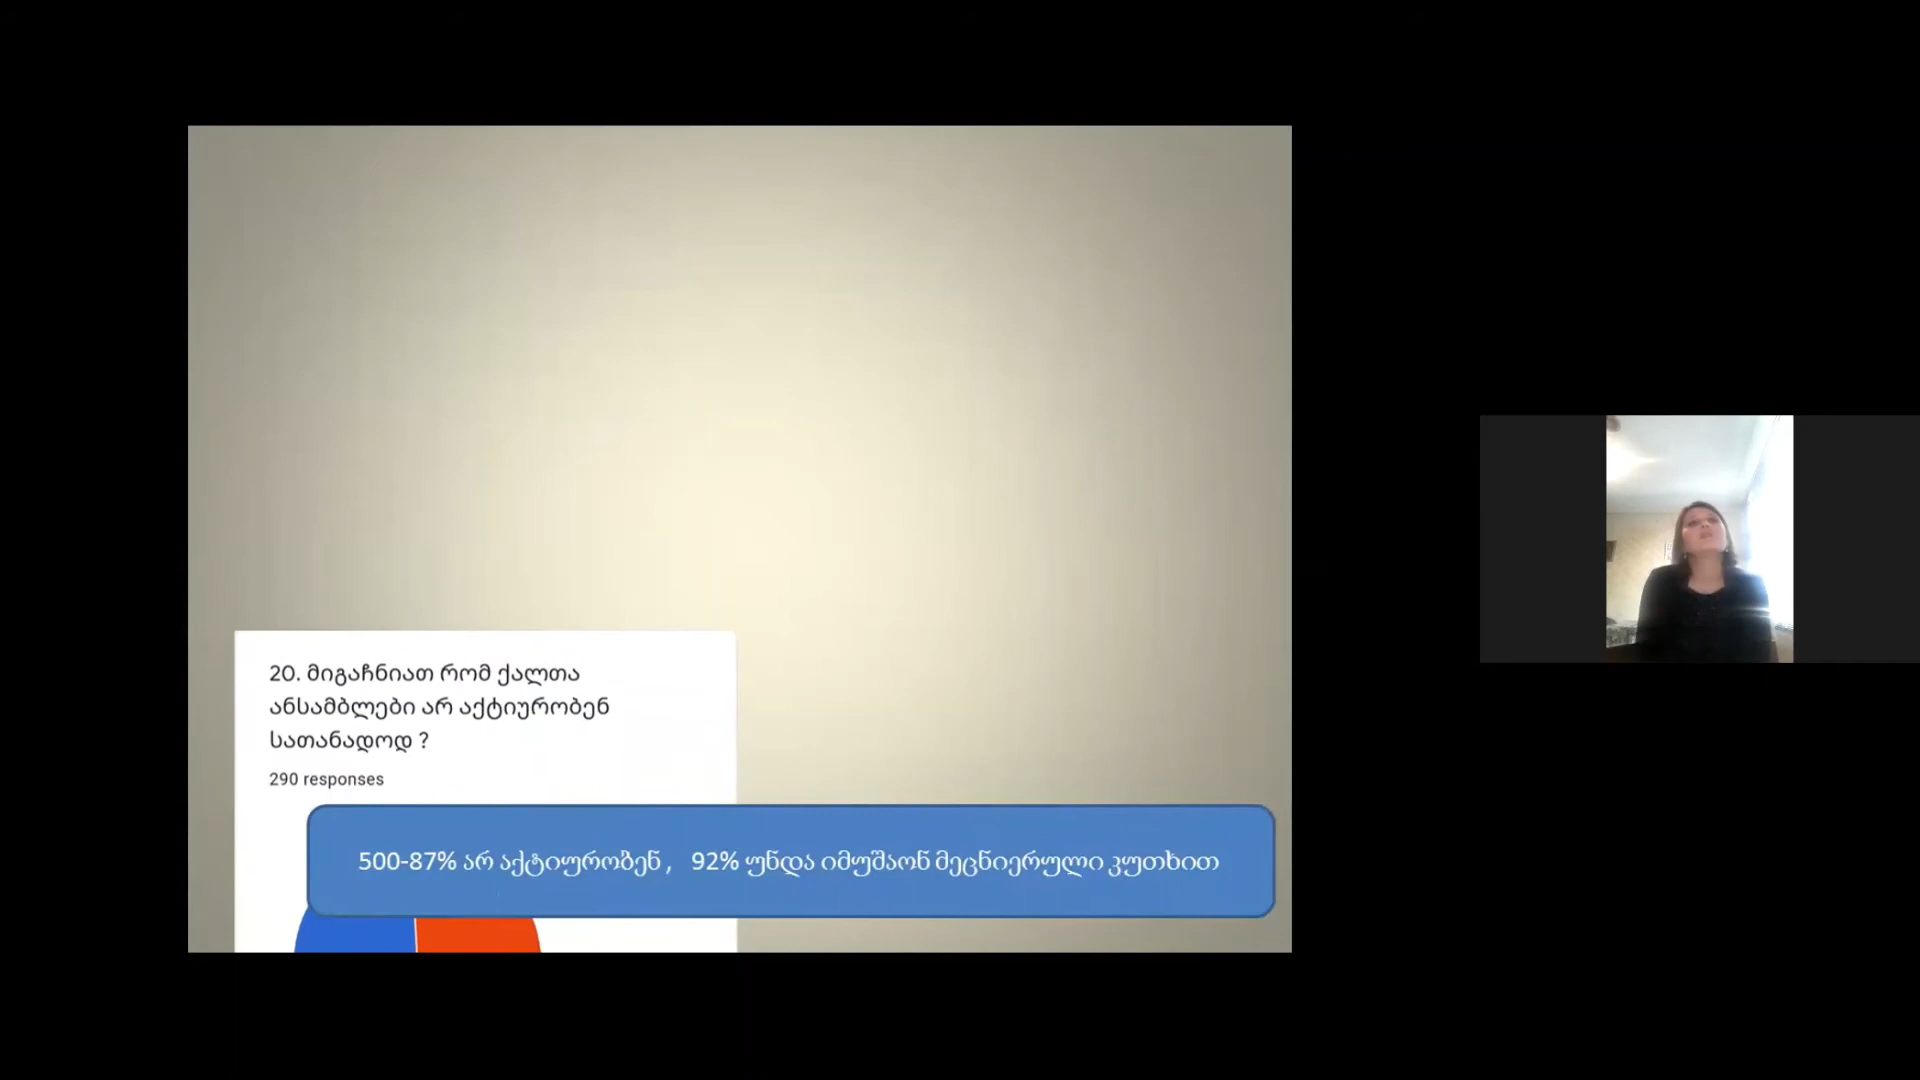 20. მიგაჩნიათ რომ ქალთა
ანსამბლები არ აქტიურობენ
სათანადოდ ?
290 responses
500-87% არ აქტიურობენ ,   92% უნდა იმუშაონ მეცნიერული კუთხით